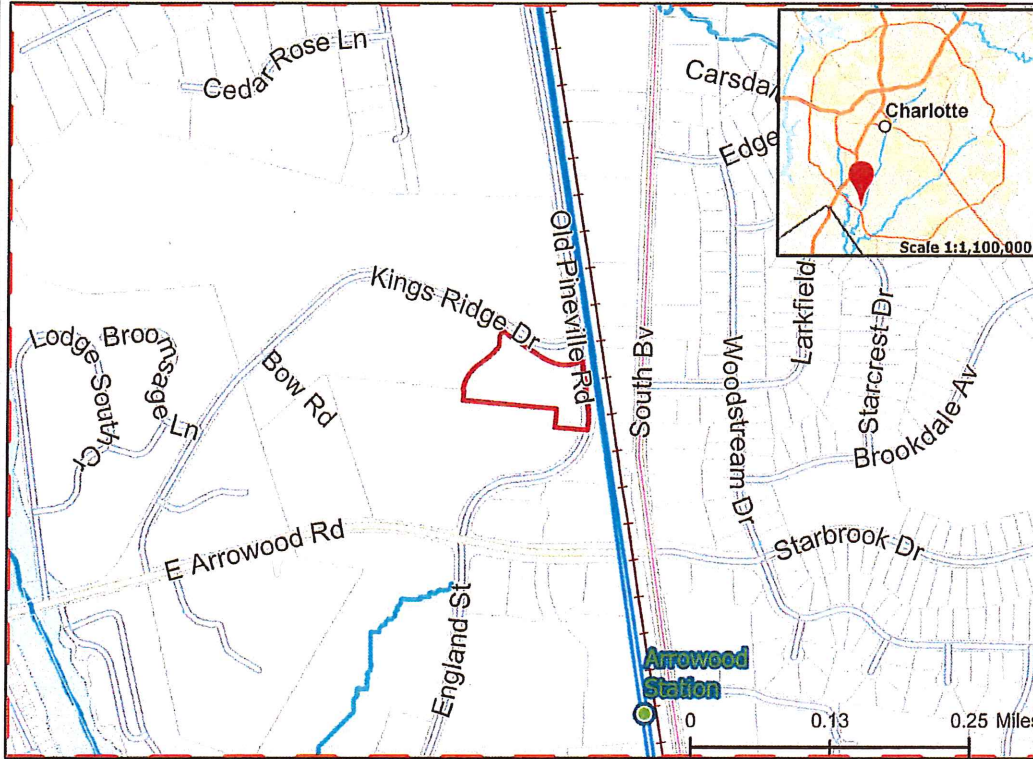 Cedar Rose Ln
Carsdal
Edge
Charlotte
Scale 1:1,100,000
Old Pineville Rd
Kings Ridge Dr
Lodge South Cr
Broomsage Ln
Bow Rd
South Bv
Woodstream Dr
Larkfield
Starcrest Dr
Brookdale Av
E Arrowood Rd
Starbrook Dr
England St
Arrowood
Station
0 0.13 0.25 Miles